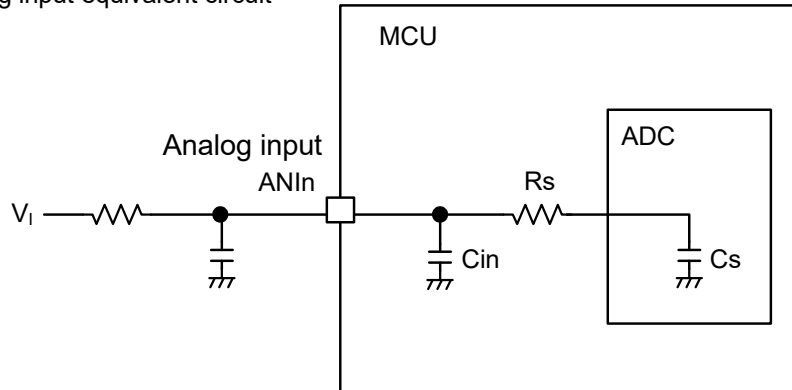 input equivalent circuit
MCU
ADC
Analog input
ANIn
Rs
VI
Cin
Cs